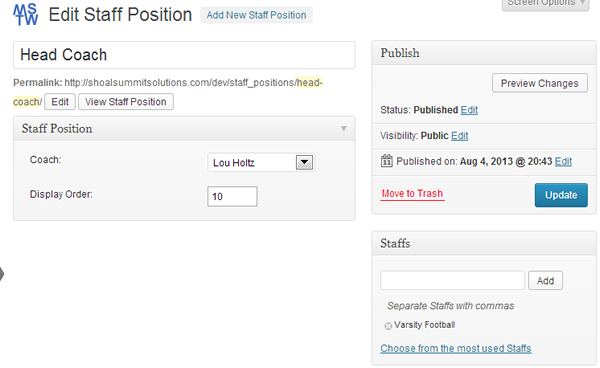 MSTW
Edit Staff Position Add New Staff Position
Screen Options
Head Coach
Permalink: http://shoalsummitsolutions.com/dev/staff_positions/head-
coach/ Edit View Staff Position
Staff Position
Coach: Lou Holtz
Display Order: 10
Publish
Preview Changes
Status: Published Edit
Visibility: Public Edit
11 Published on: Aug 4, 2013 @ 20:43 Edit
Move to Trash Update
Staffs
Add
Separate Staffs with commas
Varsity Football
Choose from the most used Staffs